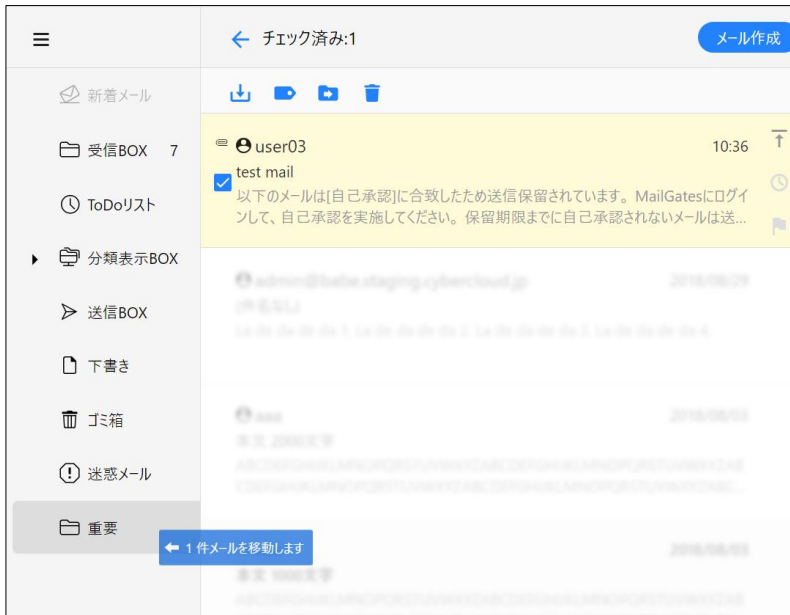 チェック済み:1
メール作成
新着メール
受信BOX 7
ToDoリスト
分類表示BOX
送信BOX
下書き
ゴミ箱
迷惑メール
重要
user03 10:36
test mail
以下のメールは[自己承認]に合致したため送信保留されています。MailGatesにログイ
ンして、自己承認を実施してください。保留期限までに自己承認されないメールは送...
admin@babe.staging.cybercloud.jp 2018/08/29
(件名なし)
La de da de da 1. La de da de da 2. La de da de da 3. La de da de da 4.
aaa 2018/08/03
本文 2000文字
1 件メールを移動します
2018/08/03
本文 1000文字